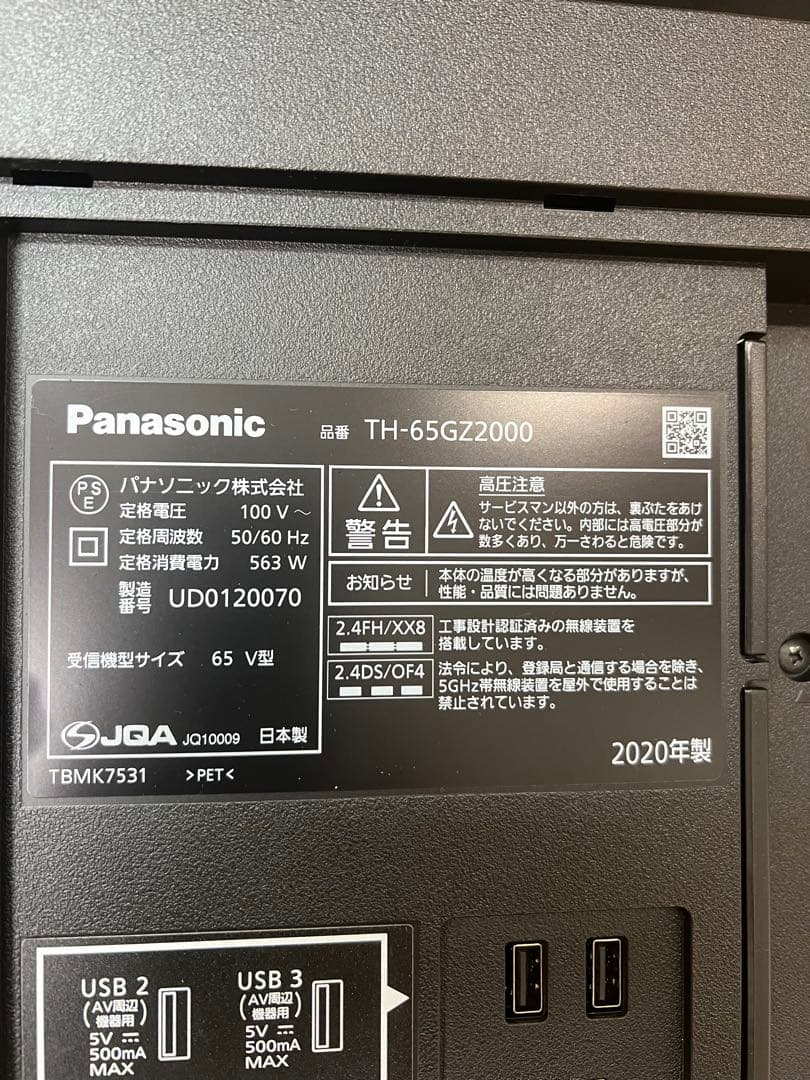 Panasonic
品番 TH-65GZ2000
PS
E
パナソニック株式会社
定格電圧 100 V ~
定格周波数 50/60 Hz
定格消費電力 563 W
製造
番号 UD0120070
受信機型サイズ 65 V型
JQA JQ10009 日本製
警告
高圧注意
サービスマン以外の方は、裏ぶたをあけ
ないでください。内部には高電圧部分が
数多くあり、万一さわると危険です。
お知らせ
本体の温度が高くなる部分がありますが、
性能・品質には問題ありません。
2.4FH/XX8
工事設計認証済みの無線装置を
搭載しています。
2.4DS/OF4
法令により、登録局と通信する場合を除き、
5GHz帯無線装置を屋外で使用することは
禁止されています。
2020年製
TBMK7531 >PET<
USB 2
(AV周辺
機器用)
5V ⎓
500mA
MAX
USB 3
(AV周辺
機器用)
5V ⎓
500mA
MAX